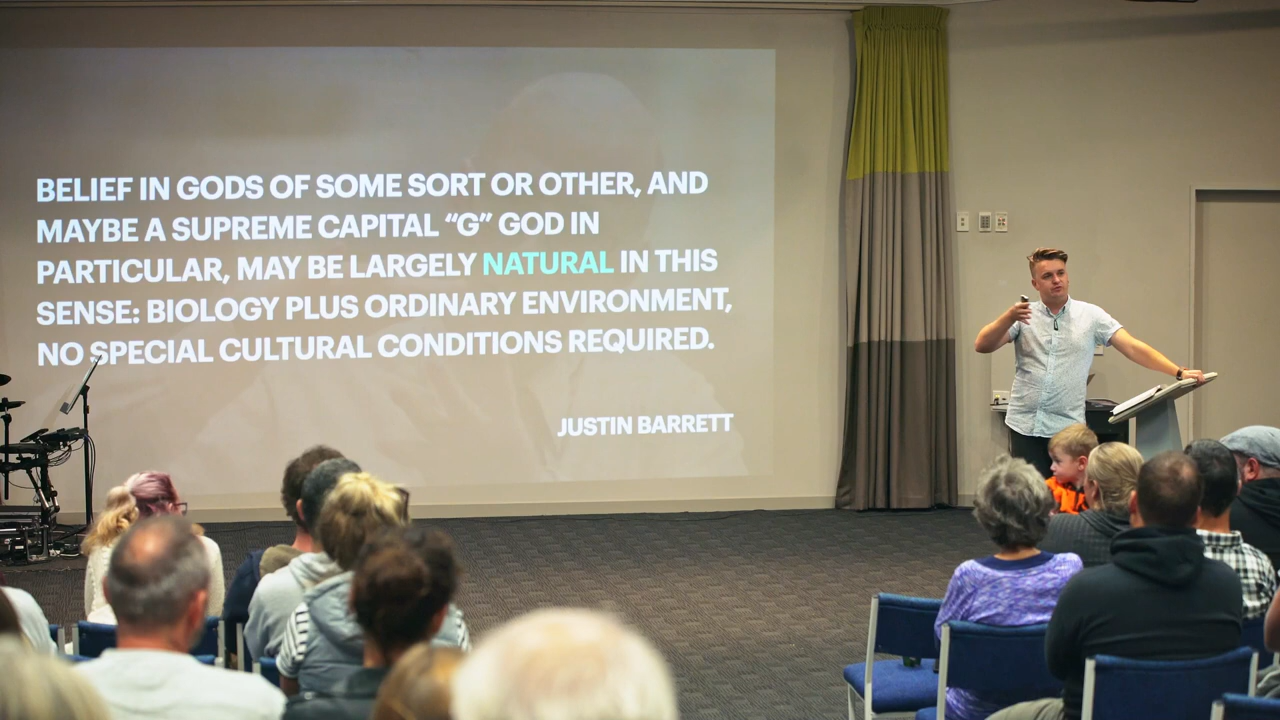 BELIEF IN GODS OF SOME SORT OR OTHER, AND
MAYBE A SUPREME CAPITAL “G” GOD IN
PARTICULAR, MAY BE LARGELY NATURAL IN THIS
SENSE: BIOLOGY PLUS ORDINARY ENVIRONMENT,
NO SPECIAL CULTURAL CONDITIONS REQUIRED.
JUSTIN BARRETT